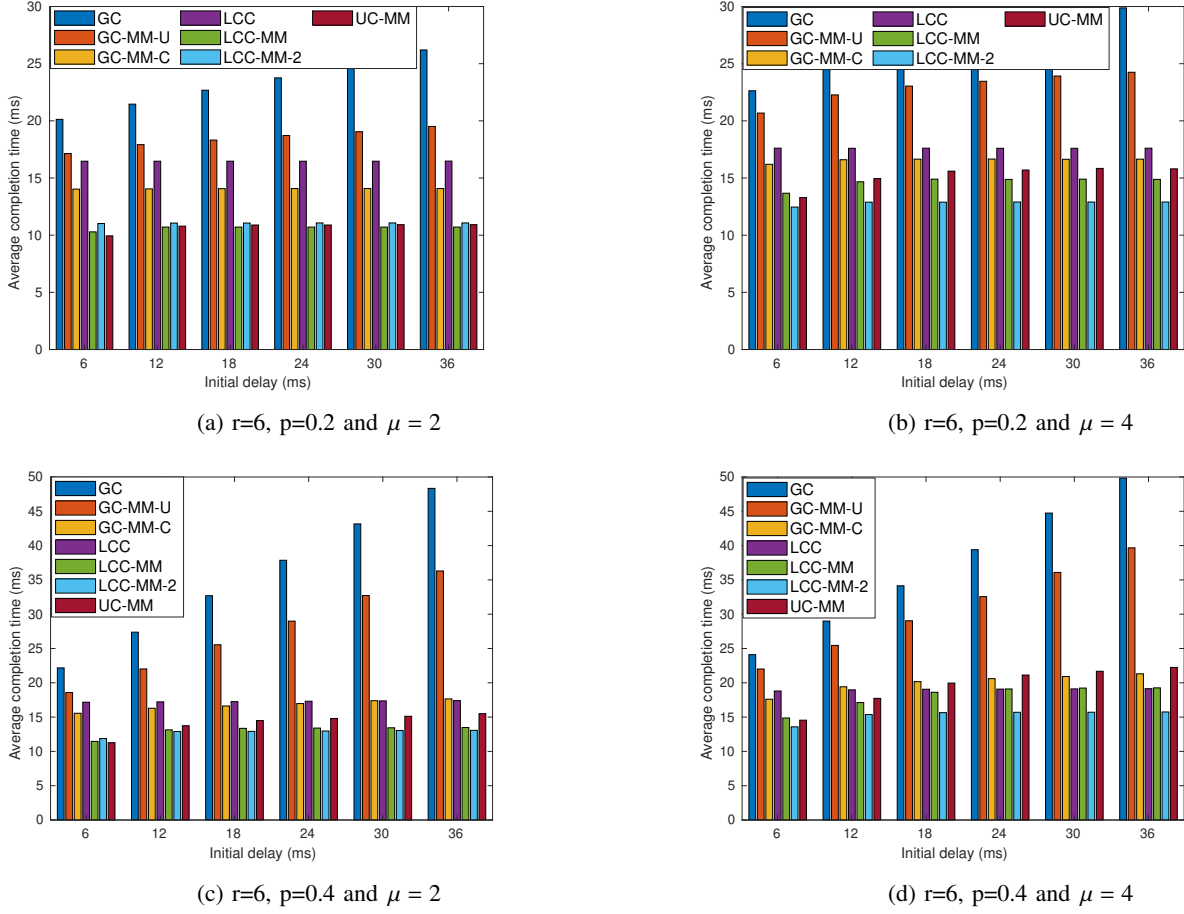 GC LCC UC-MM
GC-MM-U LCC-MM
GC-MM-C LCC-MM-2
Average completion time (ms)
30
25
20
15
10
5
0
6 12 18 24 30 36
Initial delay (ms)
(a) r=6, p=0.2 and μ = 2
GC LCC UC-MM
GC-MM-U LCC-MM
GC-MM-C LCC-MM-2
Average completion time (ms)
30
25
20
15
10
5
0
6 12 18 24 30 36
Initial delay (ms)
(b) r=6, p=0.2 and μ = 4
GC
GC-MM-U
GC-MM-C
LCC
LCC-MM
LCC-MM-2
UC-MM
Average completion time (ms)
50
45
40
35
30
25
20
15
10
5
0
6 12 18 24 30 36
Initial delay (ms)
(c) r=6, p=0.4 and μ = 2
GC
GC-MM-U
GC-MM-C
LCC
LCC-MM
LCC-MM-2
UC-MM
Average completion time (ms)
50
45
40
35
30
25
20
15
10
5
0
6 12 18 24 30 36
Initial delay (ms)
(d) r=6, p=0.4 and μ = 4